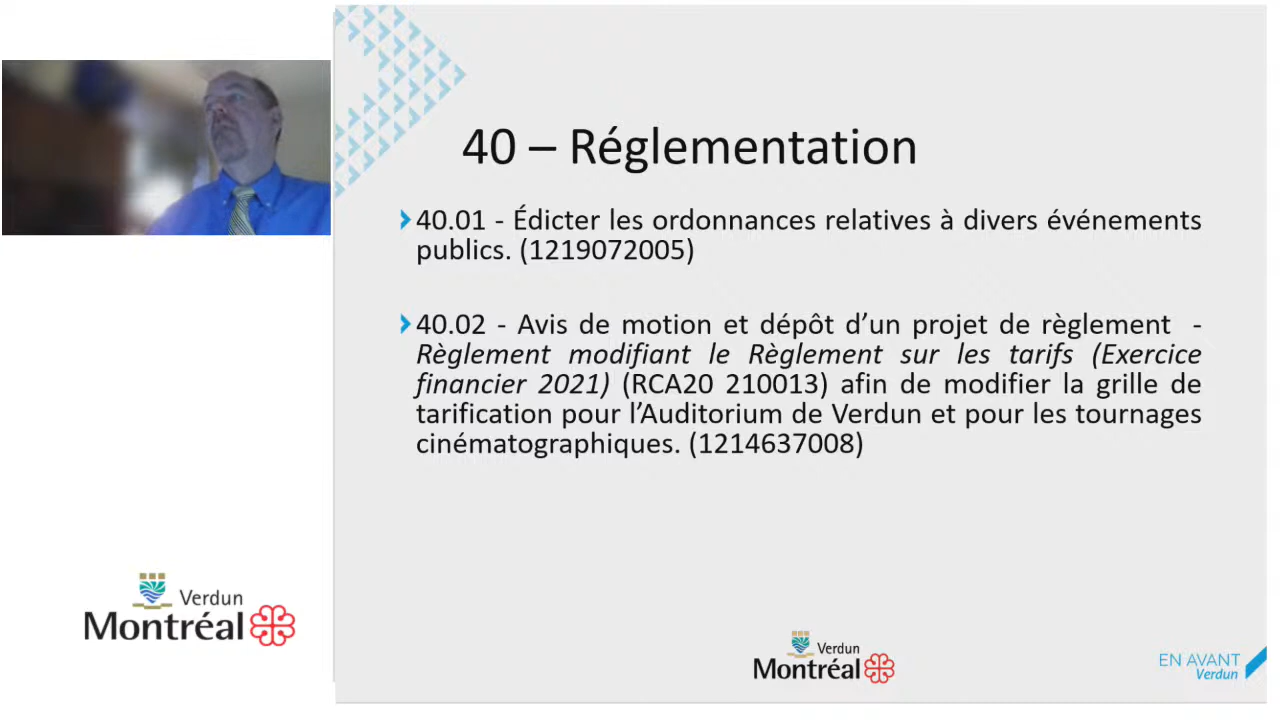 40 – Réglementation
40.01 - Édicter les ordonnances relatives à divers événements
publics. (1219072005)
40.02 - Avis de motion et dépôt d’un projet de règlement -
Règlement modifiant le Règlement sur les tarifs (Exercice
financier 2021) (RCA20 210013) afin de modifier la grille de
tarification pour l’Auditorium de Verdun et pour les tournages
cinématographiques. (1214637008)
Verdun
Montréal
Verdun
Montréal
EN AVANT
Verdun